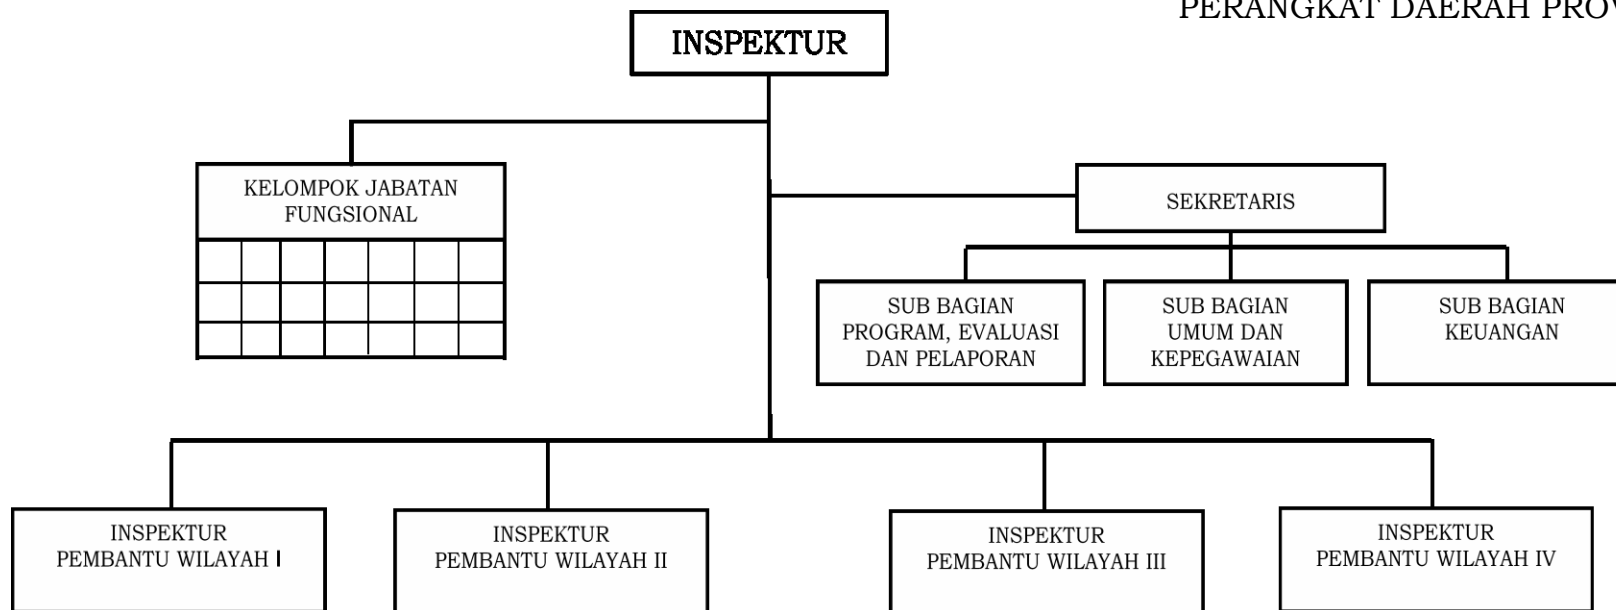 PERANGKAT DAERAH
INSPEKTUR
KELOMPOK JABATAN
FUNGSIONAL
SEKRETARIS
SUB BAGIAN
PROGRAM, EVALUASI
DAN PELAPORAN
SUB BAGIAN
UMUM DAN
KEPEGAWAIAN
SUB BAGIAN
KEUANGAN
INSPEKTUR
PEMBANTU WILAYAH I
INSPEKTUR
PEMBANTU WILAYAH II
INSPEKTUR
PEMBANTU WILAYAH III
INSPEKTUR
PEMBANTU WILAYAH IV